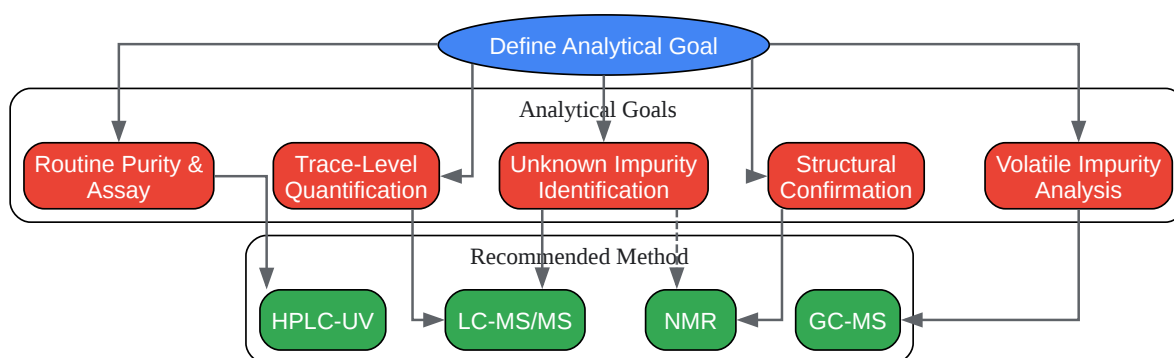 Define Analytical Goal
Analytical Goals
Routine Purity &
Assay
Trace-Level
Quantification
Unknown Impurity
Identification
Structural
Confirmation
Volatile Impurity
Analysis
Recommended Method
HPLC-UV
LC-MS/MS
NMR
GC-MS